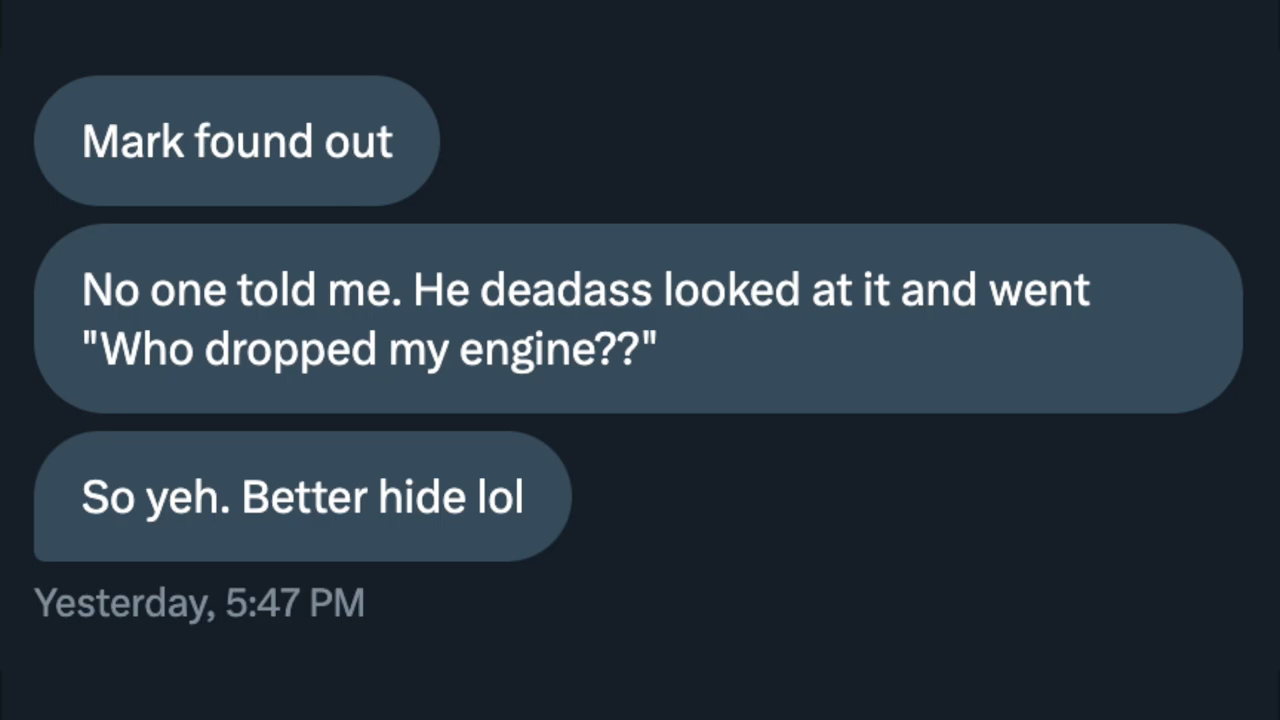 Mark found out
No one told me. He deadass looked at it and went
"Who dropped my engine??"
So yeh. Better hide lol
Yesterday, 5:47 PM